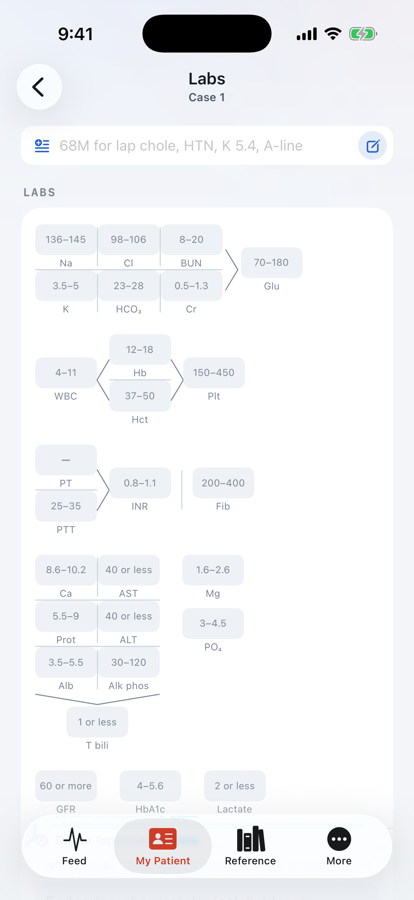 9:41
Labs
Case 1
68M for lap chole, HTN, K 5.4, A-line
LABS
136–145 98–106 8–20
Na Cl BUN
70–180
Glu
3.5–5 23–28 0.5–1.3
K HCO₃ Cr
12–18
Hb
4–11 150–450
WBC Plt
37–50
Hct
—
PT
0.8–1.1 200–400
INR Fib
25–35
PTT
8.6–10.2 40 or less 1.6–2.6
Ca AST Mg
5.5–9 40 or less 3–4.5
Prot ALT PO₄
3.5–5.5 30–120
Alb Alk phos
1 or less
T bili
60 or more 4–5.6 2 or less
GFR HbA1c Lactate
Feed My Patient Reference More